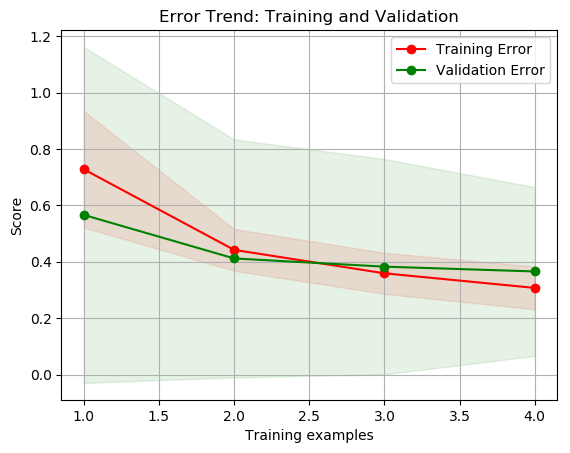 Error Trend: Training and Validation
Training Error
Validation Error
Score
1.2
1.0
0.8
0.6
0.4
0.2
0.0
1.0 1.5 2.0 2.5 3.0 3.5 4.0
Training examples